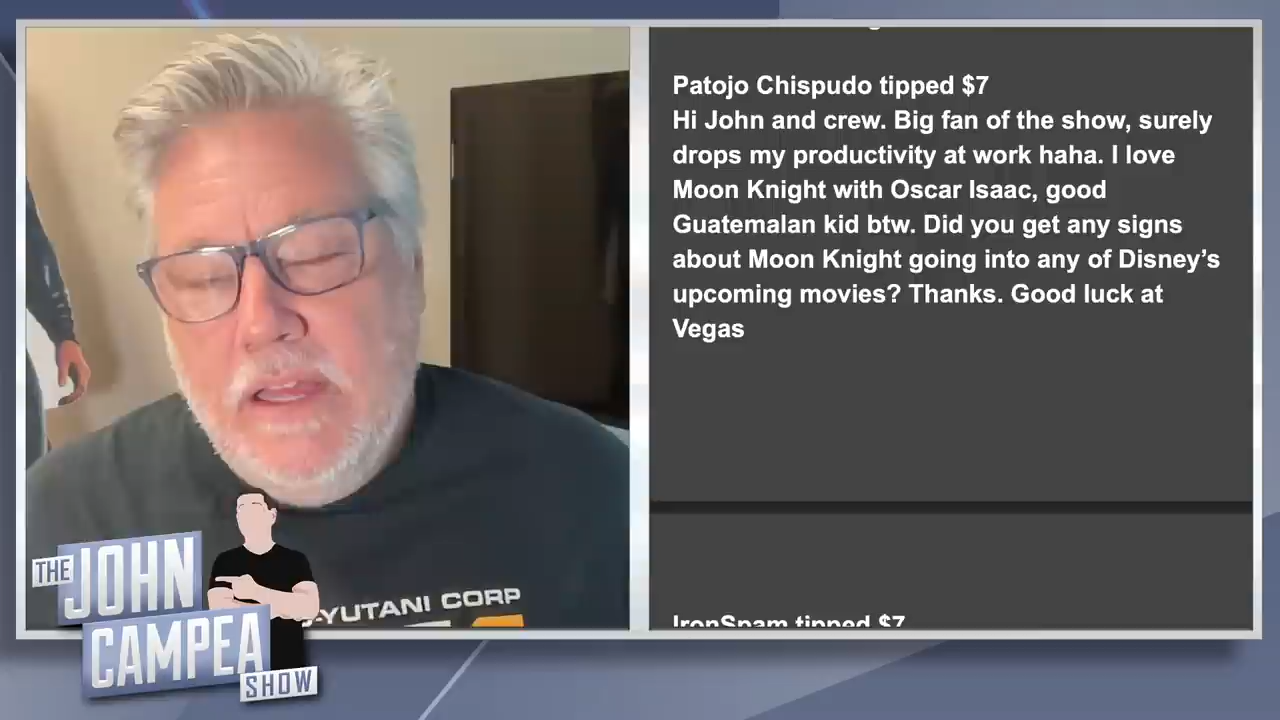 Patojo Chispudo tipped $7
Hi John and crew. Big fan of the show, surely
drops my productivity at work haha. I love
Moon Knight with Oscar Isaac, good
Guatemalan kid btw. Did you get any signs
about Moon Knight going into any of Disney’s
upcoming movies? Thanks. Good luck at
Vegas
IronSpam tipped $7
-YUTANI CORP
THE
JOHN
CAMPEA
SHOW